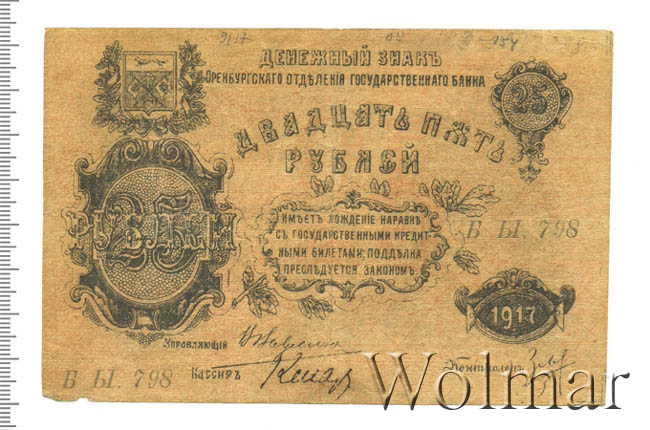 ДЕНЕЖНЫЙ ЗНАКЪ
ОРЕНБУРГСКАГО ОТДѢЛЕНІЯ ГОСУДАРСТВЕННАГО БАНКА
25
ДВАДЦАТЬ ПЯТЬ
РУБЛЕЙ
25
РУБЛЕЙ
ИМѢЕТЪ ХОЖДЕНІЕ НАРАВНѢ
СЪ ГОСУДАРСТВЕННЫМИ КРЕДИТ-
НЫМИ БИЛЕТАМИ; ПОДДѢЛКА
ПРЕСЛѢДУЕТСЯ ЗАКОНОМЪ
Б Ы. 798
1917
Управляющій
Кассиръ
Контролеръ
Б Ы. 798
Wolmar